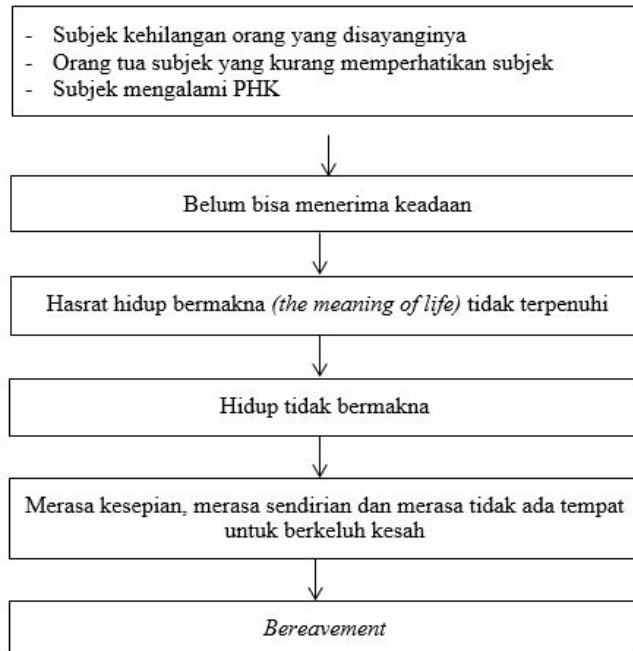 - Subjek kehilangan orang yang disayanginya
- Orang tua subjek yang kurang memperhatikan subjek
- Subjek mengalami PHK
Belum bisa menerima keadaan
Hasrat hidup bermakna (the meaning of life) tidak terpenuhi
Hidup tidak bermakna
Merasa kesepian, merasa sendirian dan merasa tidak ada tempat
untuk berkeluh kesah
Bereavement